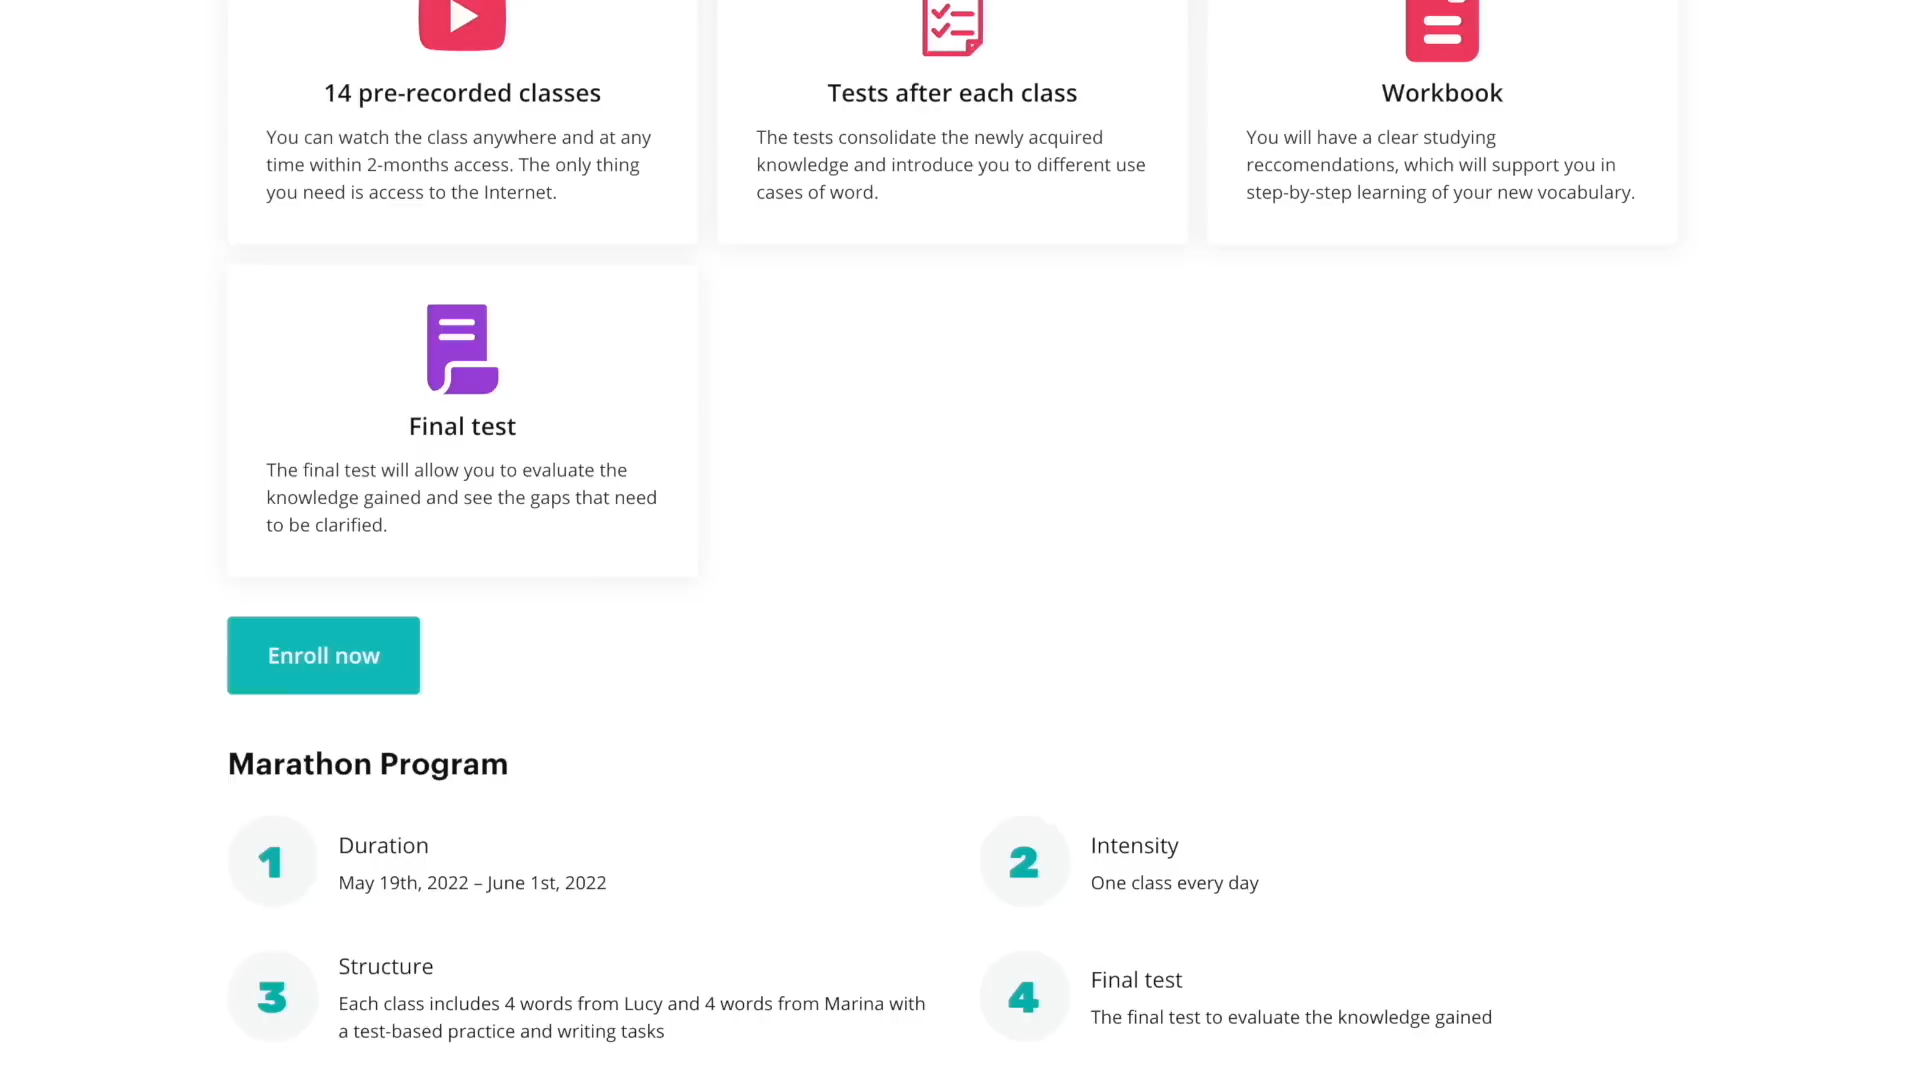 14 pre-recorded classes
You can watch the class anywhere and at any
time within 2-months access. The only thing
you need is access to the Internet.
Tests after each class
The tests consolidate the newly acquired
knowledge and introduce you to different use
cases of word.
Workbook
You will have a clear studying
reccomendations, which will support you in
step-by-step learning of your new vocabulary.
Final test
The final test will allow you to evaluate the
knowledge gained and see the gaps that need
to be clarified.
Enroll now
Marathon Program
1
Duration
May 19th, 2022 – June 1st, 2022
2
Intensity
One class every day
3
Structure
Each class includes 4 words from Lucy and 4 words from Marina with
a test-based practice and writing tasks
4
Final test
The final test to evaluate the knowledge gained